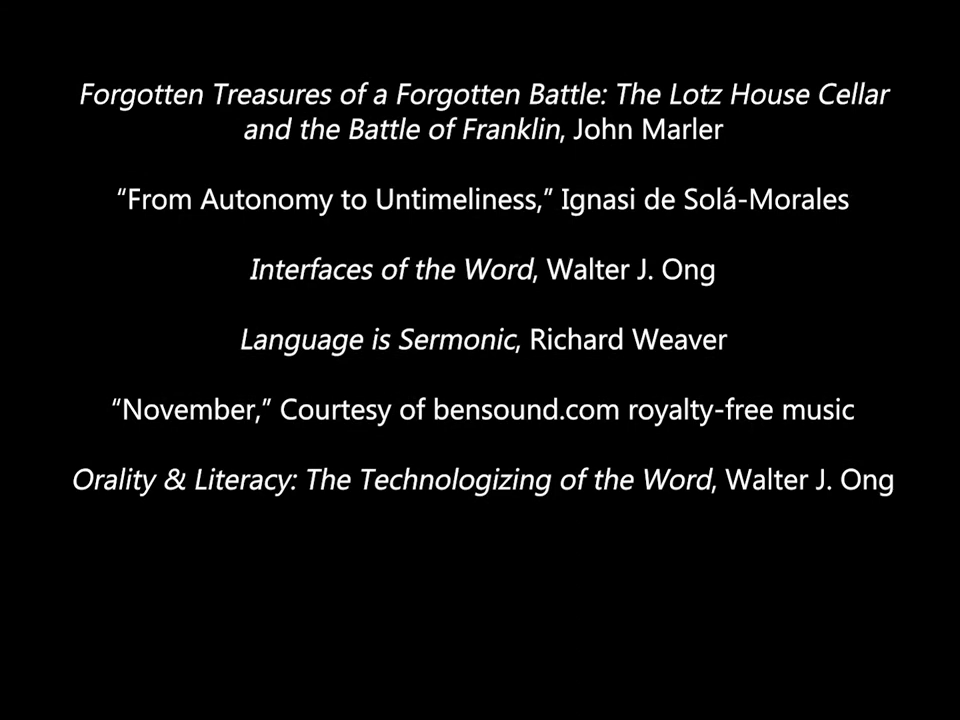 Forgotten Treasures of a Forgotten Battle: The Lotz House Cellar
and the Battle of Franklin, John Marler
“From Autonomy to Untimeliness,” Ignasi de Solá-Morales
Interfaces of the Word, Walter J. Ong
Language is Sermonic, Richard Weaver
“November,” Courtesy of bensound.com royalty-free music
Orality & Literacy: The Technologizing of the Word, Walter J. Ong